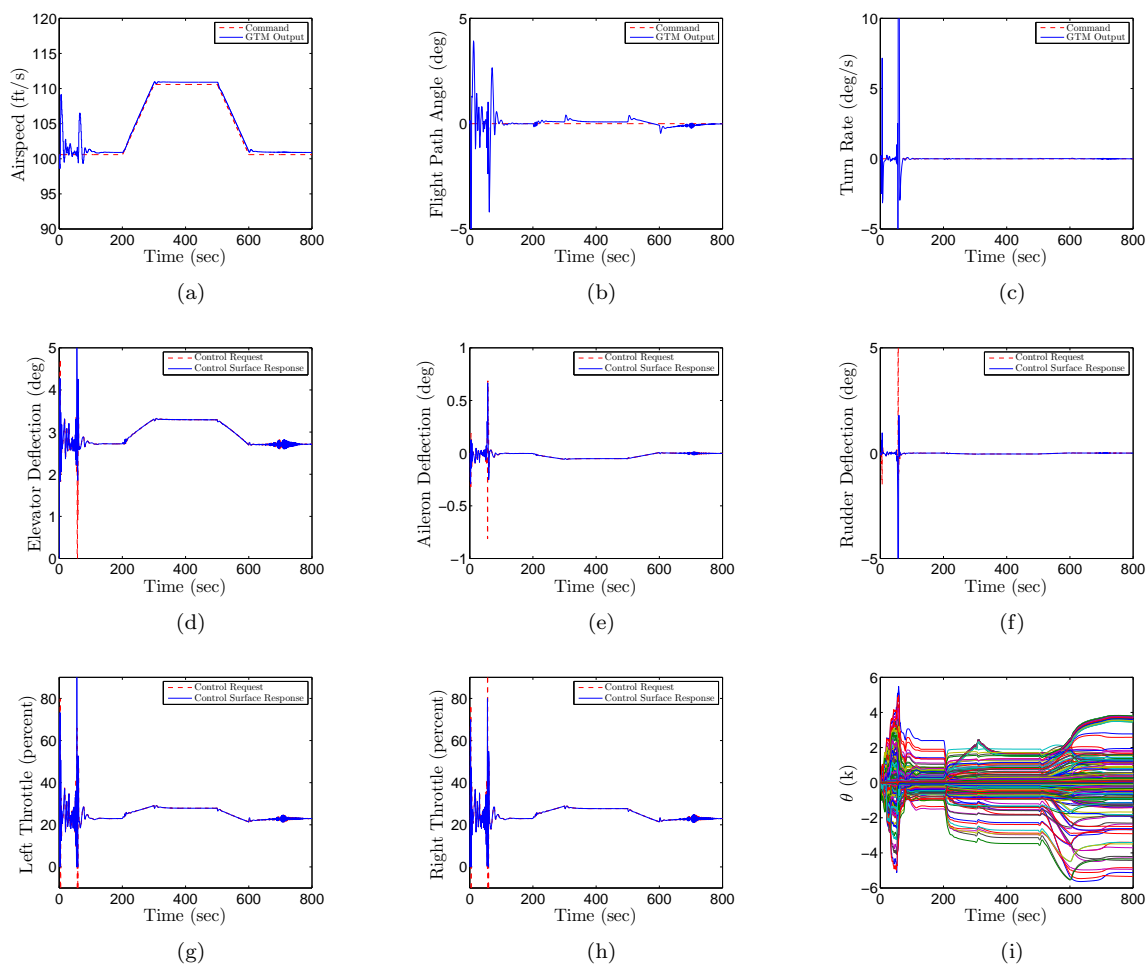 120
115
110
105
100
95
90
Airspeed (ft/s)
Command
GTM Output
0 200 400 600 800
Time (sec)
(a)
5
0
−5
Flight Path Angle (deg)
Command
GTM Output
0 200 400 600 800
Time (sec)
(b)
10
5
0
−5
Turn Rate (deg/s)
Command
GTM Output
0 200 400 600 800
Time (sec)
(c)
5
4
3
2
1
0
Elevator Deflection (deg)
Control Request
Control Surface Response
0 200 400 600 800
Time (sec)
(d)
1
0.5
0
−0.5
−1
Aileron Deflection (deg)
Control Request
Control Surface Response
0 200 400 600 800
Time (sec)
(e)
5
0
−5
Rudder Deflection (deg)
Control Request
Control Surface Response
0 200 400 600 800
Time (sec)
(f)
80
60
40
20
0
Left Throttle (percent)
Control Request
Control Surface Response
0 200 400 600 800
Time (sec)
(g)
80
60
40
20
0
Right Throttle (percent)
Control Request
Control Surface Response
0 200 400 600 800
Time (sec)
(h)
6
4
2
0
−2
−4
−6
θ (k)
0 200 400 600 800
Time (sec)
(i)